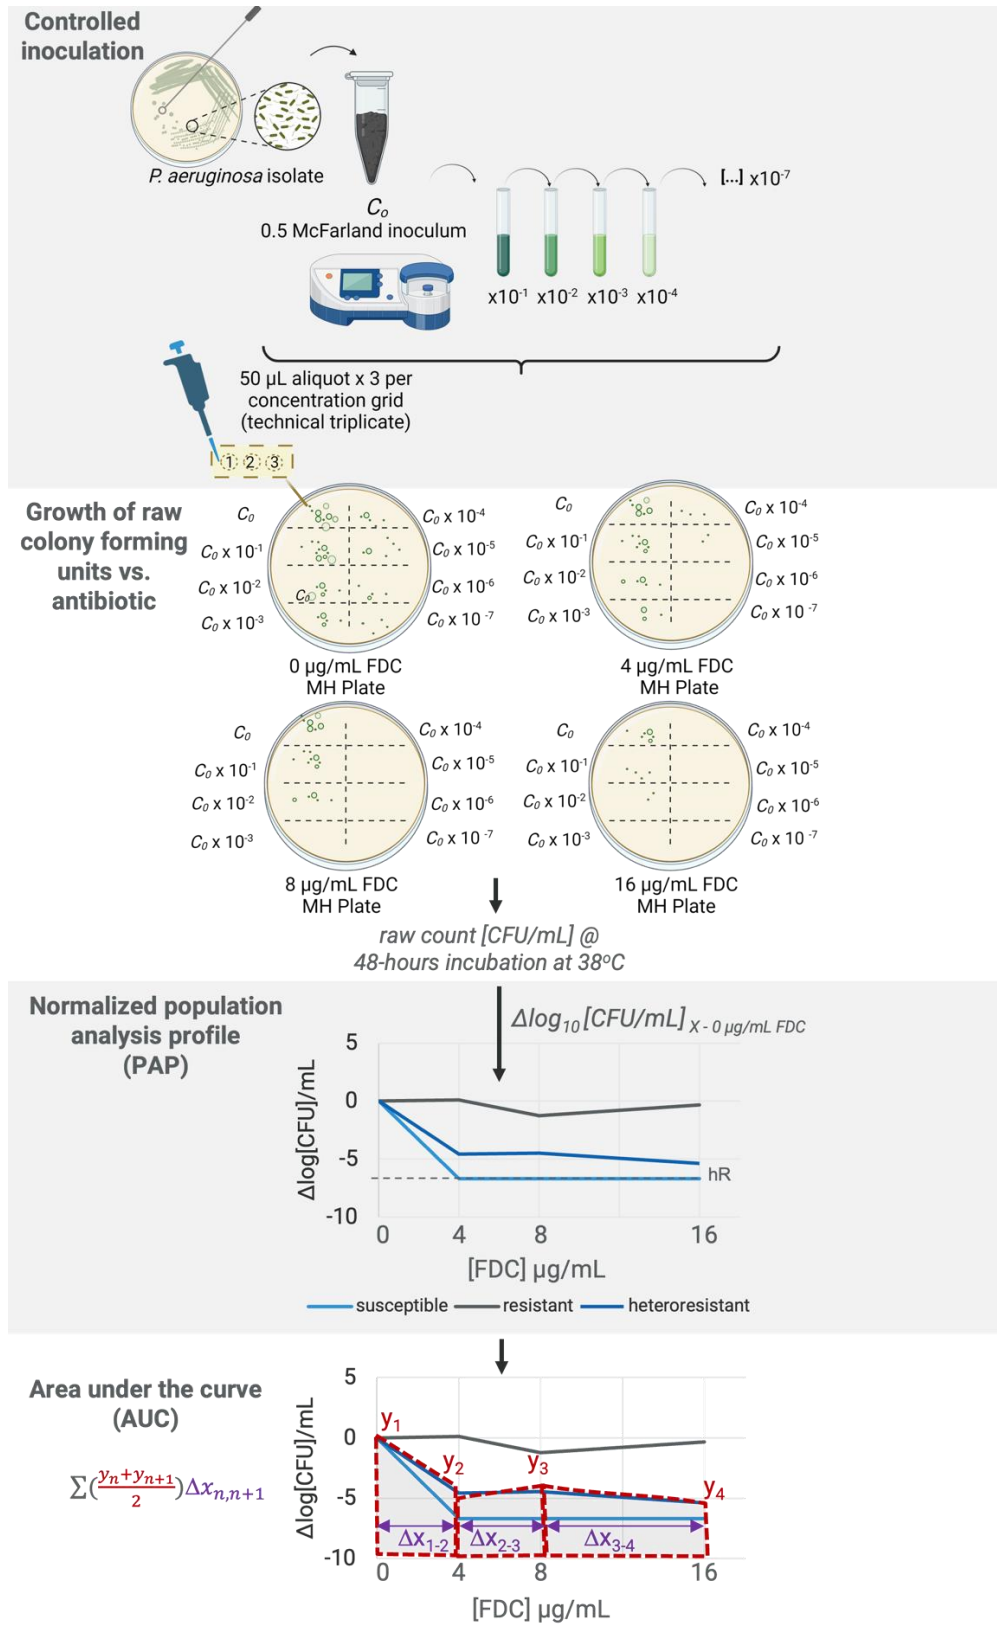 Controlled
inoculation
P. aeruginosa isolate
C₀
0.5 McFarland inoculum
[...] x10⁻⁷
x10⁻¹ x10⁻² x10⁻³ x10⁻⁴
50 µL aliquot x 3 per
concentration grid
(technical triplicate)
1 2 3
Growth of raw
colony forming
units vs.
antibiotic
C₀
C₀ x 10⁻¹
C₀ x 10⁻²
C₀ x 10⁻³
C₀
C₀ x 10⁻⁴
C₀ x 10⁻⁵
C₀ x 10⁻⁶
C₀ x 10 ⁻⁷
0 µg/mL FDC
MH Plate
C₀
C₀ x 10⁻¹
C₀ x 10⁻²
C₀ x 10⁻³
C₀ x 10⁻⁴
C₀ x 10⁻⁵
C₀ x 10⁻⁶
C₀ x 10 ⁻⁷
4 µg/mL FDC
MH Plate
C₀
C₀ x 10⁻¹
C₀ x 10⁻²
C₀ x 10⁻³
C₀ x 10⁻⁴
C₀ x 10⁻⁵
C₀ x 10⁻⁶
C₀ x 10 ⁻⁷
8 µg/mL FDC
MH Plate
C₀
C₀ x 10⁻¹
C₀ x 10⁻²
C₀ x 10⁻³
C₀ x 10⁻⁴
C₀ x 10⁻⁵
C₀ x 10⁻⁶
C₀ x 10 ⁻⁷
16 µg/mL FDC
MH Plate
raw count [CFU/mL] @
48-hours incubation at 38ºC
Normalized population
analysis profile
(PAP)
Δlog₁₀ [CFU/mL] X - 0 µg/mL FDC
Δlog[CFU]/mL
5
0
-5
-10
hR
0 4 8 16
[FDC] µg/mL
susceptible resistant heteroresistant
Area under the curve
(AUC)
∑((yₙ+yₙ₊₁)/2)Δxₙ,ₙ₊₁
Δlog[CFU]/mL
5
0
-5
-10
y₁
y₂
y₃
y₄
Δx₁₋₂ Δx₂₋₃ Δx₃₋₄
0 4 8 16
[FDC] µg/mL